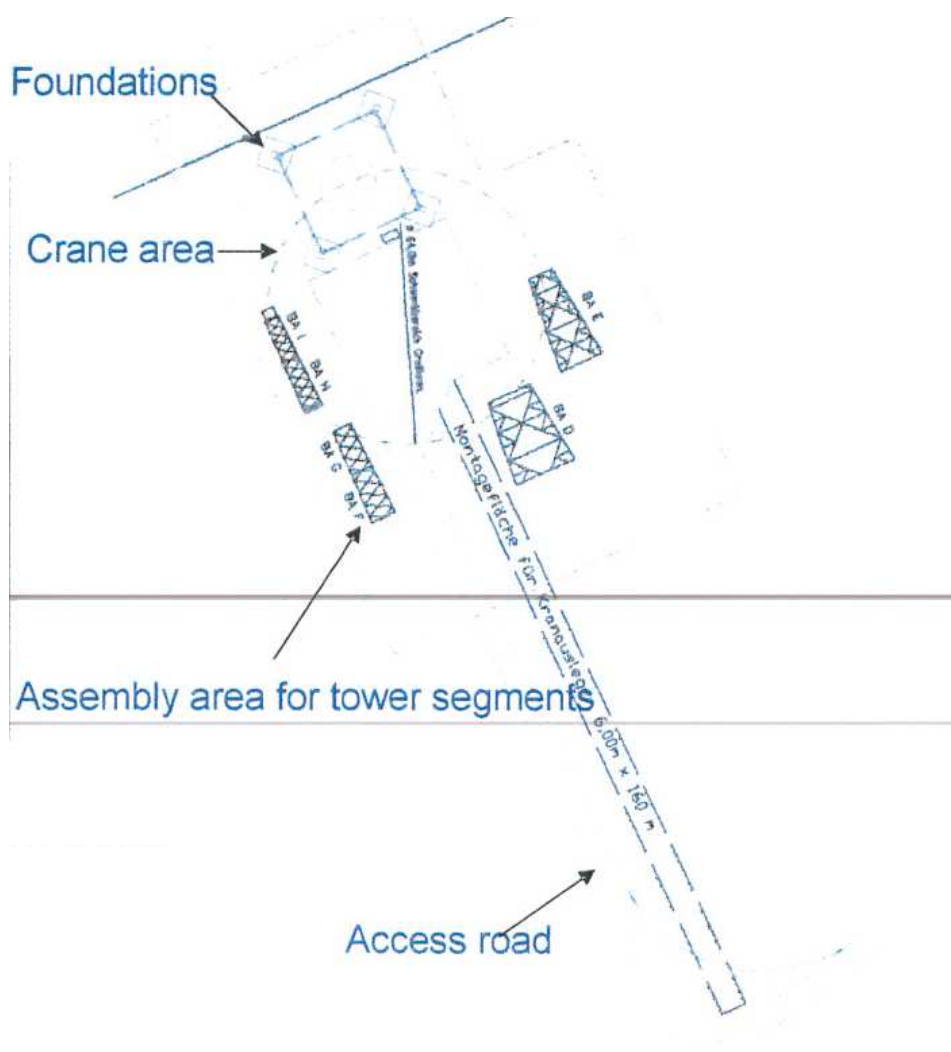 Foundations
Crane area
BA I
BA H
BA G
BA F
BA E
BA D
Montagefläche für Kranausleger 6,00m x 160 m
Assembly area for tower segments
Access road